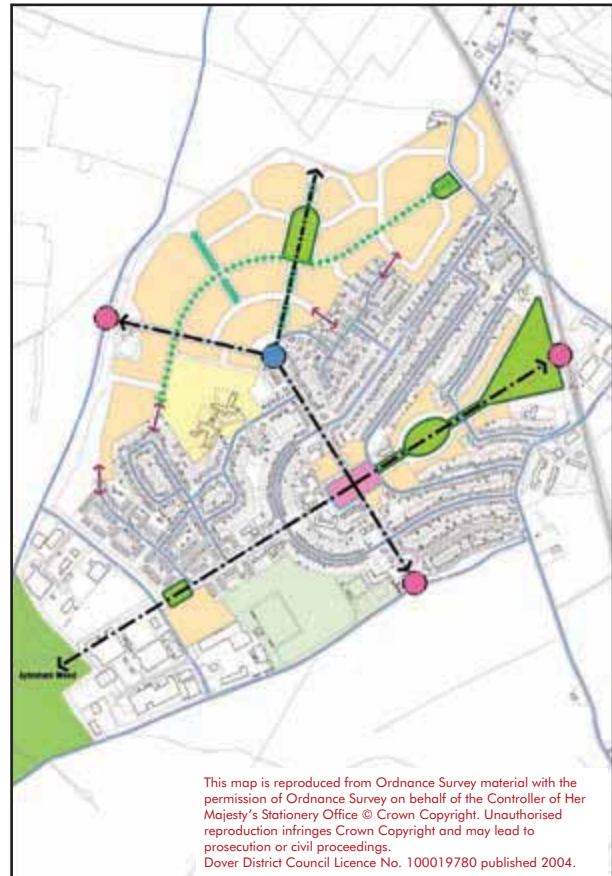 Aylesham Wood
This map is reproduced from Ordnance Survey material with the
permission of Ordnance Survey on behalf of the Controller of Her
Majesty's Stationery Office © Crown Copyright. Unauthorised
reproduction infringes Crown Copyright and may lead to
prosecution or civil proceedings.
Dover District Council Licence No. 100019780 published 2004.